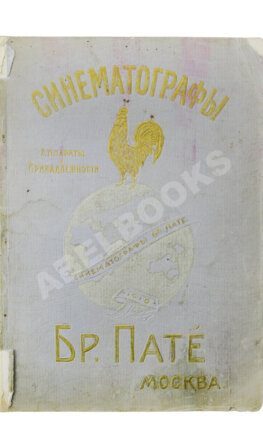 СИНЕМАТОГРАФЫ
АППАРАТЫ
И
ПРИНАДЛЕЖНОСТИ
СИНЕМАТОГРАФЫ БР. ПАТЕ
БР. ПАТЕ́
МОСКВА
ABELBOOKS